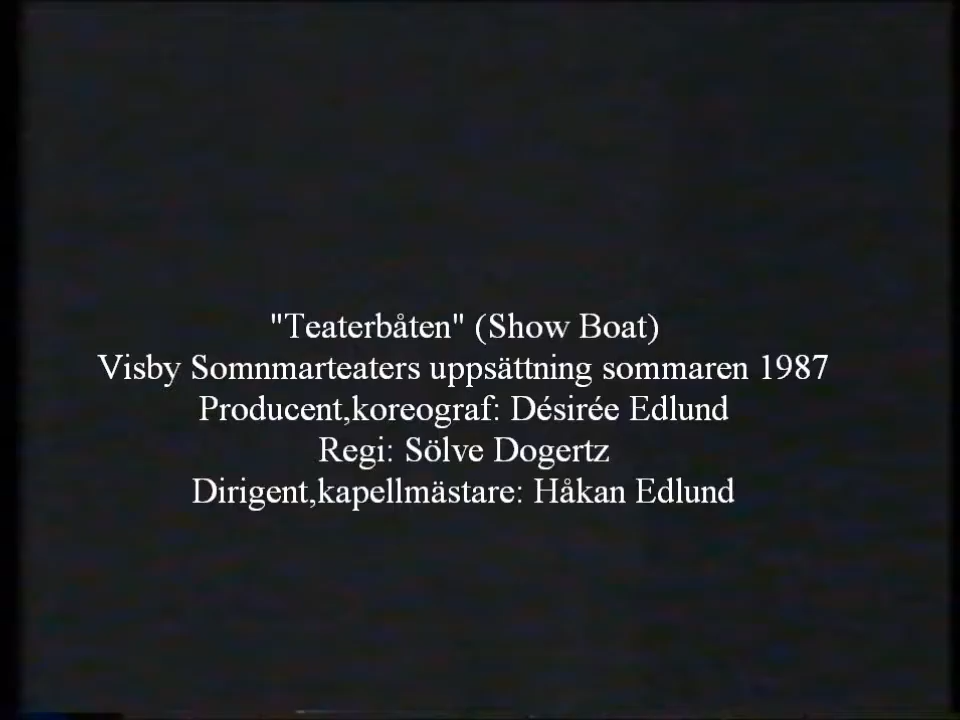 "Teaterbåten" (Show Boat)
Visby Somnmarteaters uppsättning sommaren 1987
Producent,koreograf: Désirée Edlund
Regi: Sölve Dogertz
Dirigent,kapellmästare: Håkan Edlund